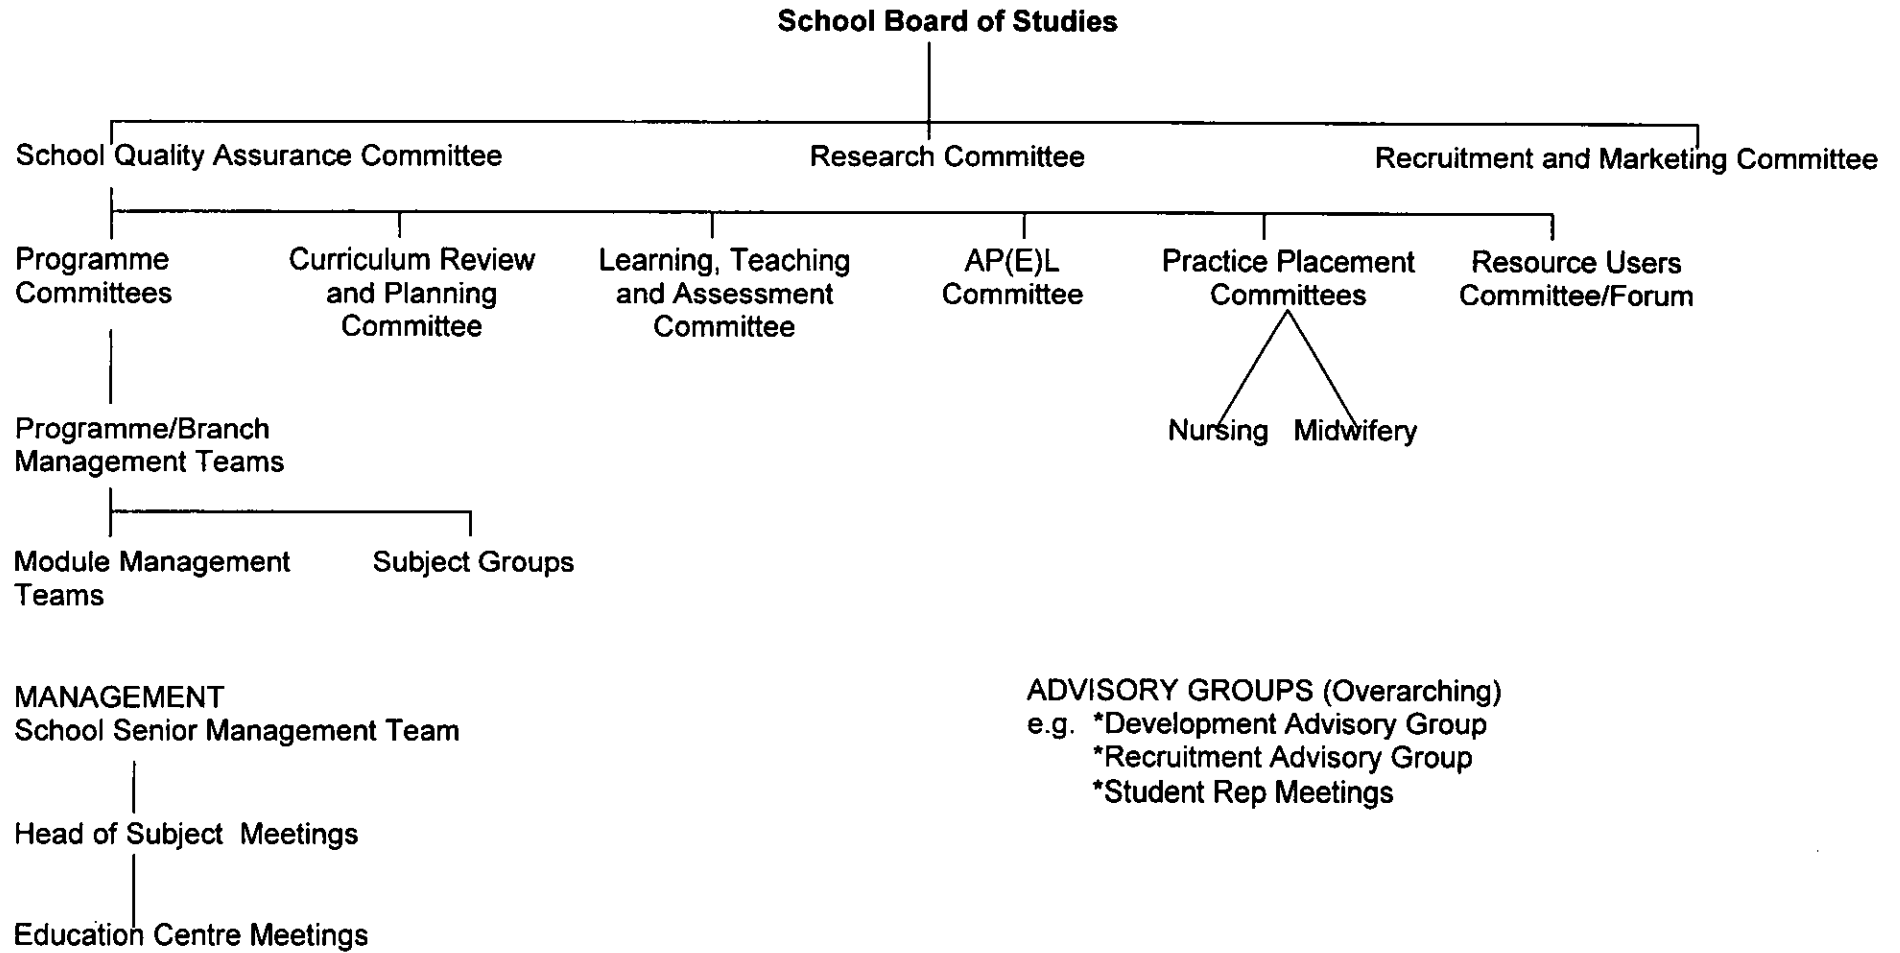 School Board of Studies
School Quality Assurance Committee
Research Committee
Recruitment and Marketing Committee
Programme
Committees
Curriculum Review
and Planning
Committee
Learning, Teaching
and Assessment
Committee
AP(E)L
Committee
Practice Placement
Committees
Resource Users
Committee/Forum
Programme/Branch
Management Teams
Nursing
Midwifery
Module Management
Teams
Subject Groups
MANAGEMENT
School Senior Management Team
Head of Subject Meetings
Education Centre Meetings
ADVISORY GROUPS (Overarching)
e.g. *Development Advisory Group
*Recruitment Advisory Group
*Student Rep Meetings